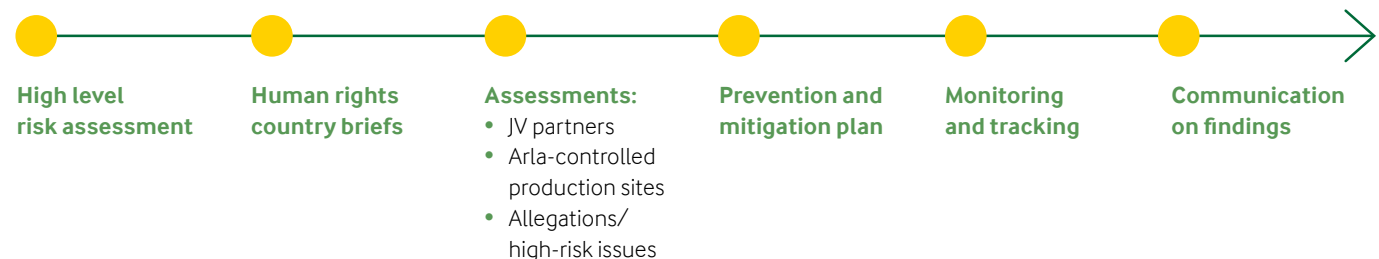 High level
risk assessment
Human rights
country briefs
Assessments:
• JV partners
• Arla-controlled
production sites
• Allegations/
high-risk issues
Prevention and
mitigation plan
Monitoring
and tracking
Communication
on findings